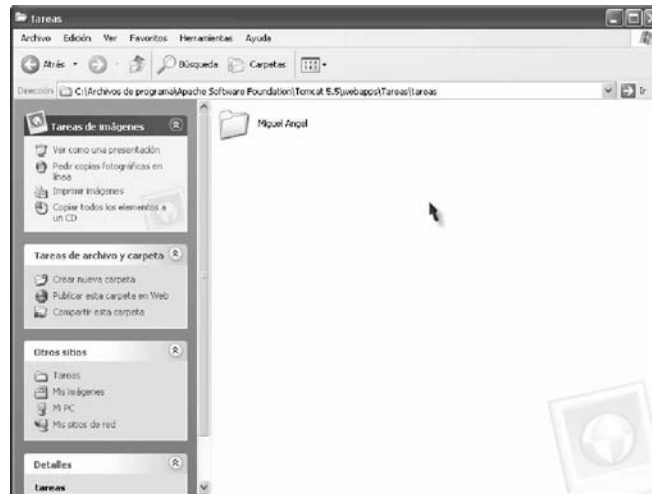 tareas
Archivo Edición Ver Favoritos Herramientas Ayuda
Atrás Búsqueda Carpetas
Dirección C:\Archivos de programa\Apache Software Foundation\Tomcat 5.5\webapps\Tareas\tareas Ir
Tareas de imágenes
Ver como una presentación
Pedir copias fotográficas en
línea
Imprimir imágenes
Copiar todos los elementos a
un CD
Miguel Angel
Tareas de archivo y carpeta
Crear nueva carpeta
Publicar esta carpeta en Web
Compartir esta carpeta
Otros sitios
Tareas
Mis imágenes
Mi PC
Mis sitios de red
Detalles
tareas